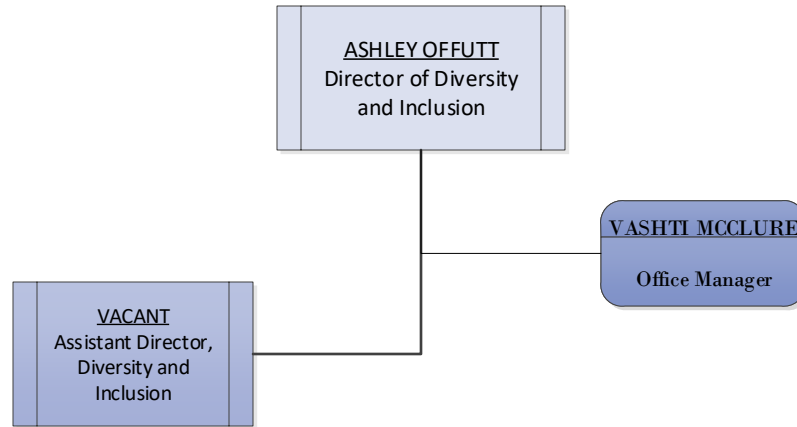 ASHLEY OFFUTT
Director of Diversity
and Inclusion
VASHTI MCCLURE
Office Manager
VACANT
Assistant Director,
Diversity and
Inclusion